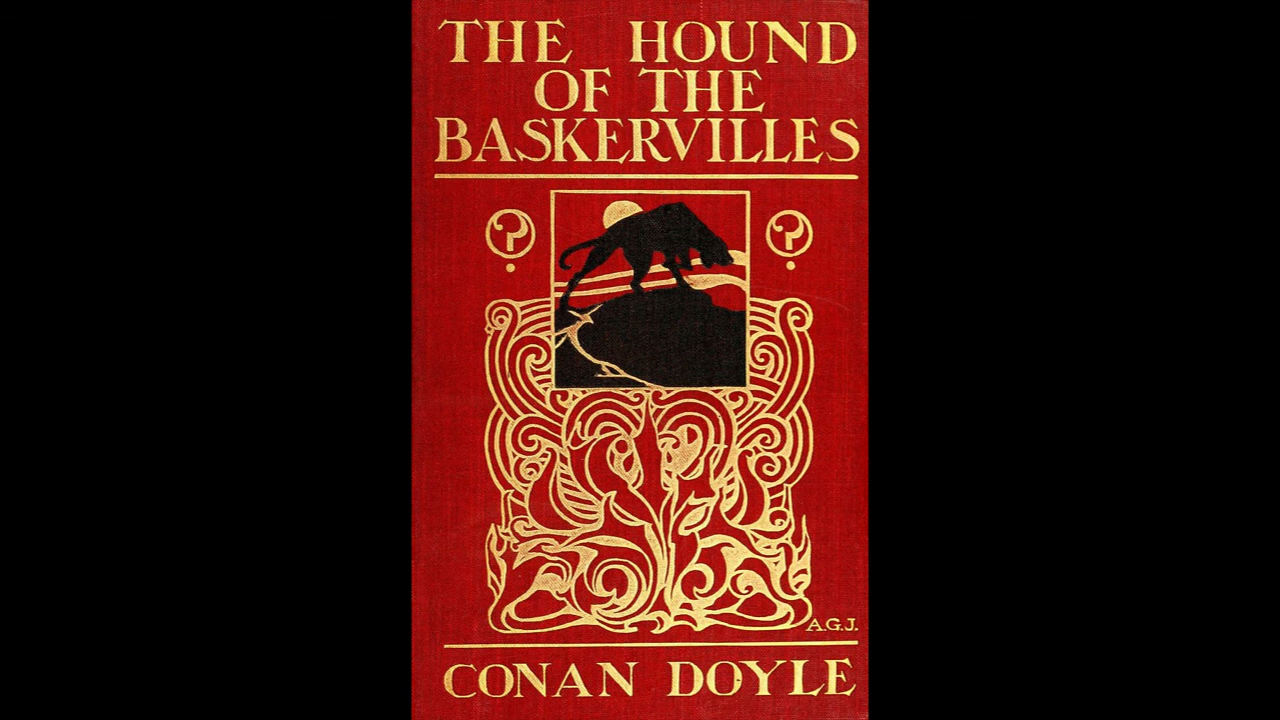 THE HOUND
OF THE
BASKERVILLES
? ?
A.G.J.
CONAN DOYLE